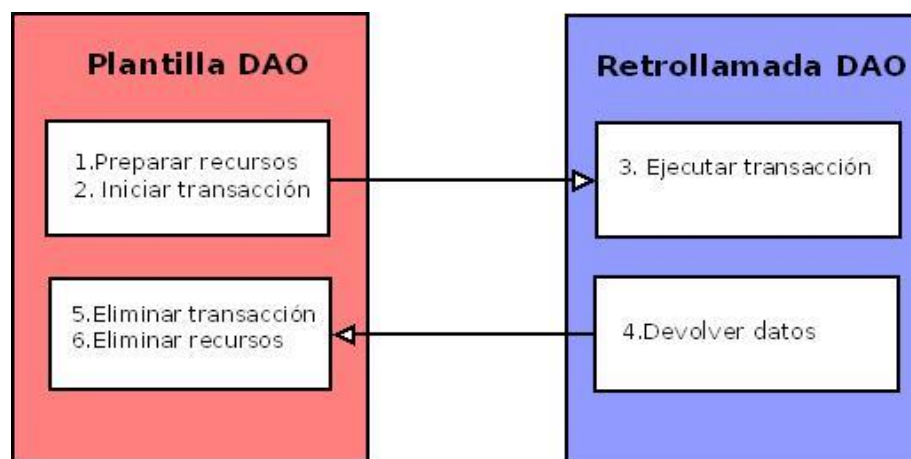 Plantilla DAO
1.Preparar recursos
2. Iniciar transacción
5.Eliminar transacción
6.Eliminar recursos
Retrollamada DAO
3. Ejecutar transacción
4.Devolver datos